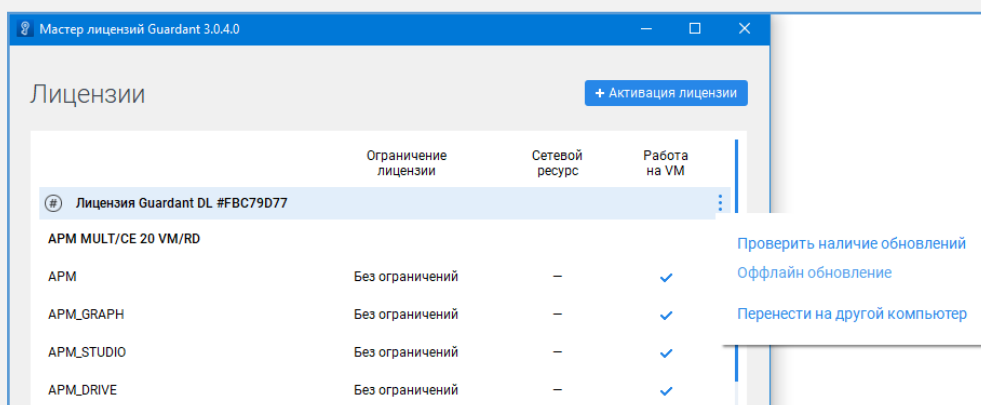 Мастер лицензий Guardant 3.0.4.0
Лицензии
+ Активация лицензии
Ограничение лицензии
Сетевой ресурс
Работа на VM
# Лицензия Guardant DL #FBC79D77
APM MULT/CE 20 VM/RD
Проверить наличие обновлений
APM Без ограничений –
Оффлайн обновление
APM_GRAPH Без ограничений –
Перенести на другой компьютер
APM_STUDIO Без ограничений –
APM_DRIVE Без ограничений –